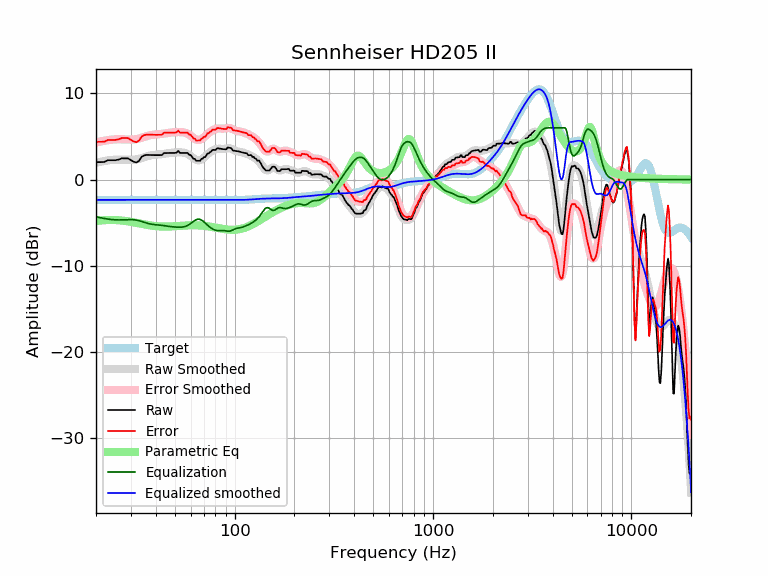 Sennheiser HD205 II
Amplitude (dBr)
10
0
−10
−20
−30
Target
Raw Smoothed
Error Smoothed
Raw
Error
Parametric Eq
Equalization
Equalized smoothed
100
1000
10000
Frequency (Hz)